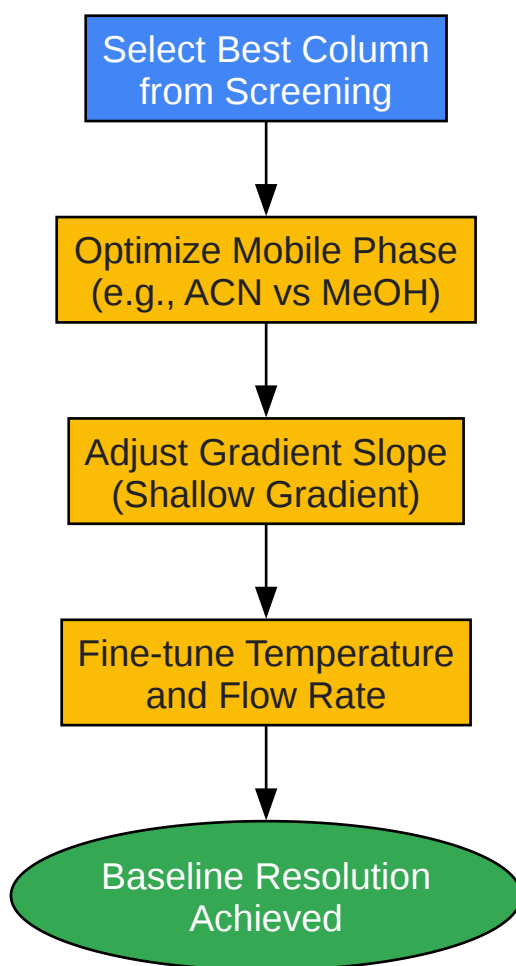 Select Best Column
from Screening
Optimize Mobile Phase
(e.g., ACN vs MeOH)
Adjust Gradient Slope
(Shallow Gradient)
Fine-tune Temperature
and Flow Rate
Baseline Resolution
Achieved